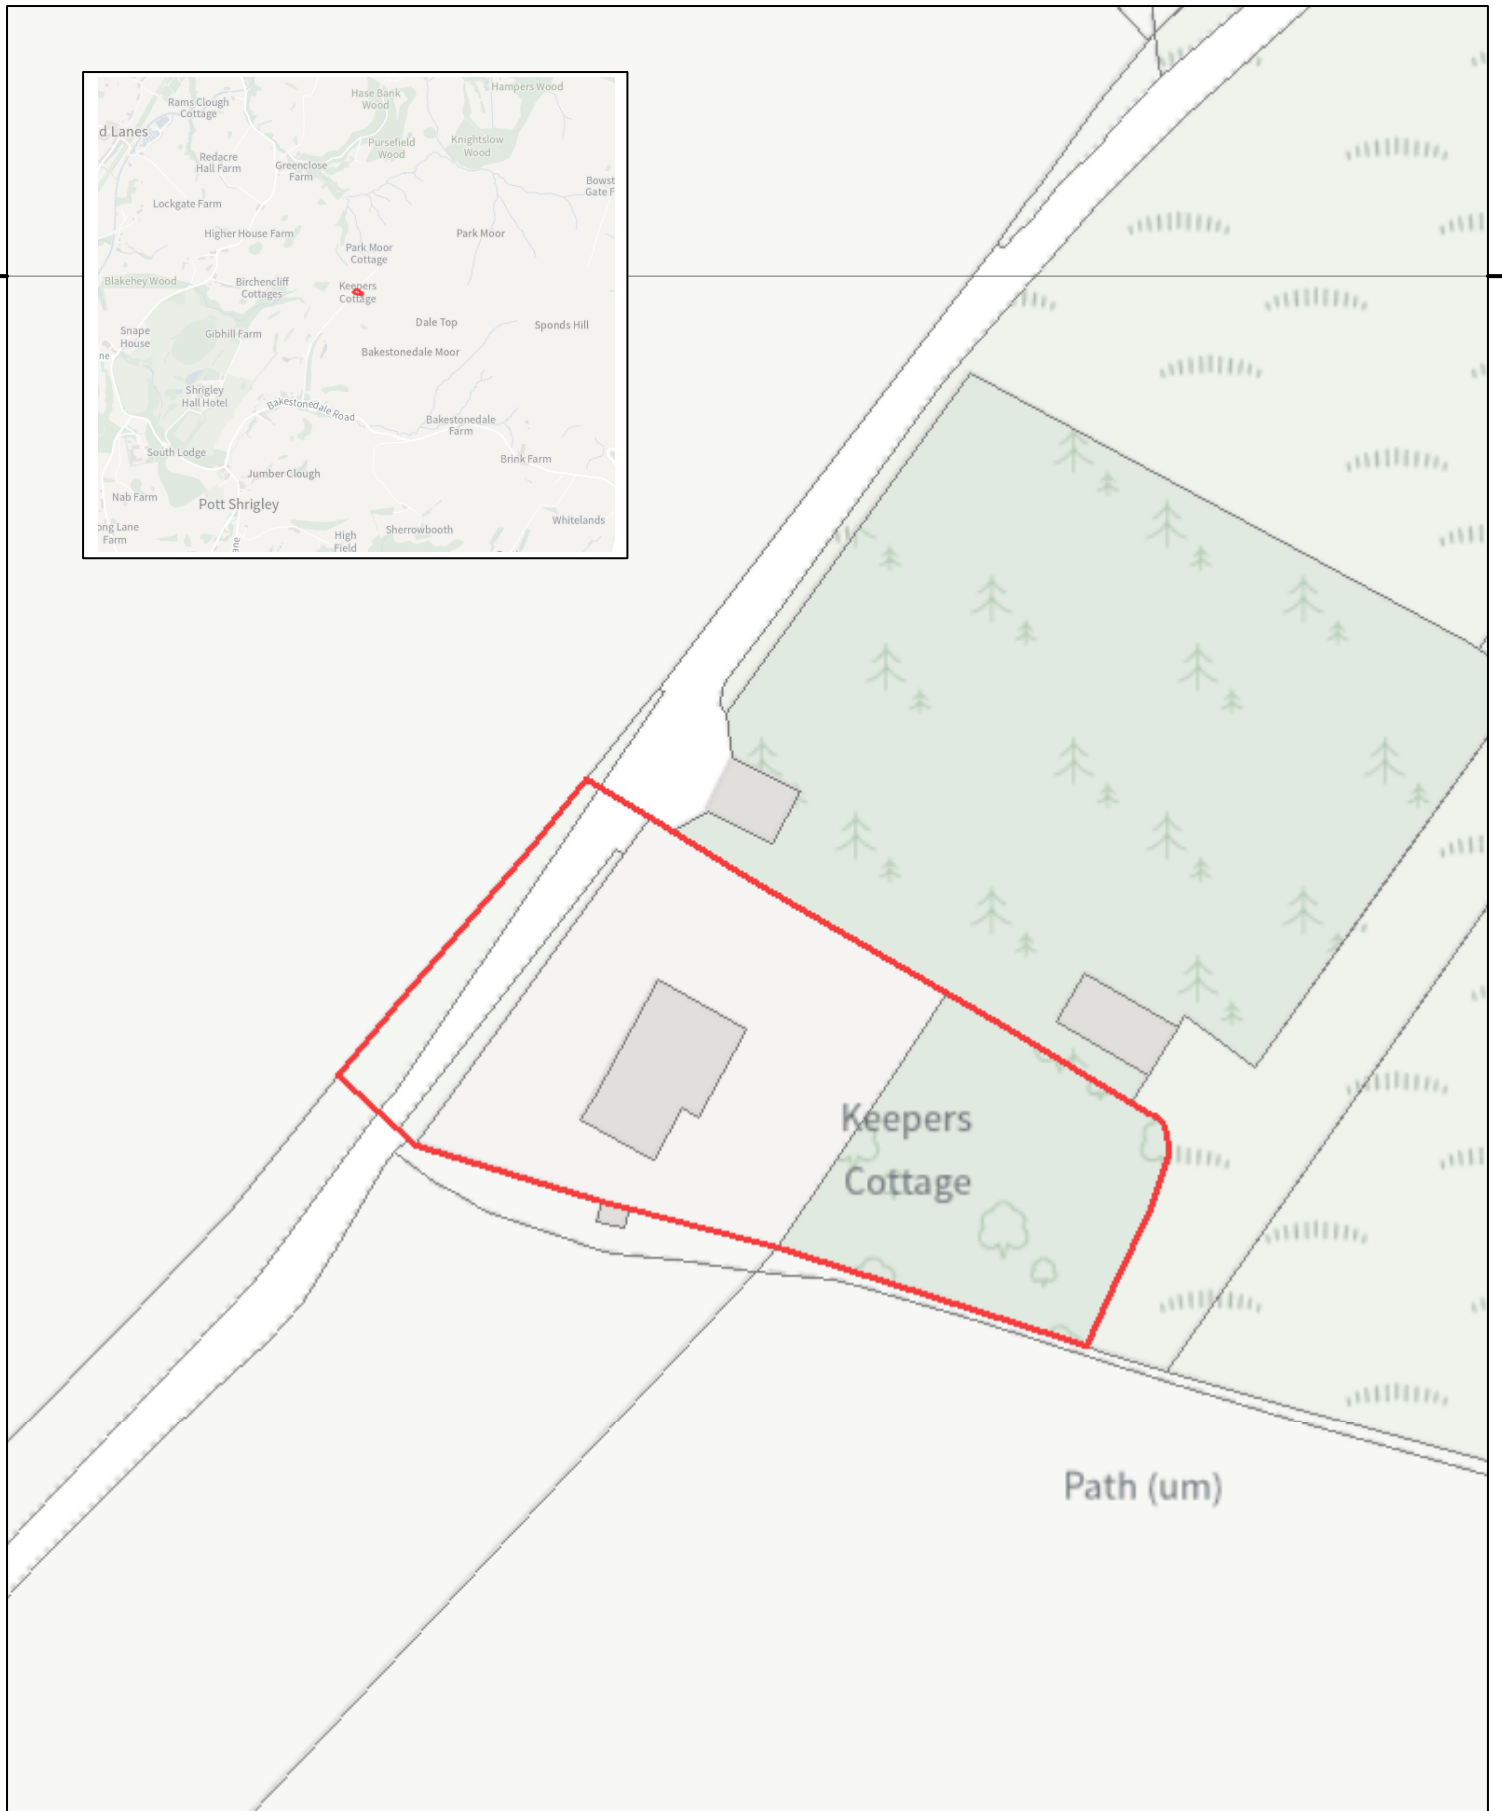 Hase Bank
Wood
Hampers Wood
Rams Clough
Cottage
d Lanes
Pursefield
Wood
Knightslow
Wood
Redacre
Hall Farm
Greenclose
Farm
Bowst
Gate F
Lockgate Farm
Higher House Farm
Park Moor
Park Moor
Cottage
Blakehey Wood
Birchencliff
Cottages
Keepers
Cottage
Dale Top
Sponds Hill
Snape
House
Gibhill Farm
ne
Bakestonedale Moor
Shrigley
Hall Hotel
Bakestonedale Road
Bakestonedale
Farm
South Lodge
Brink Farm
Jumber Clough
Nab Farm
Pott Shrigley
ong Lane
Farm
ane
High
Field
Sherrowbooth
Whitelands
Keepers
Cottage
Path (um)